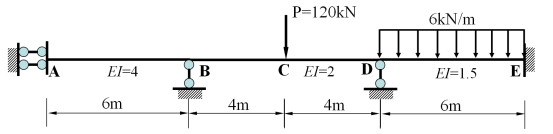 P=120kN
6kN/m
A EI=4 B C EI=2 D EI=1.5 E
6m 4m 4m 6m